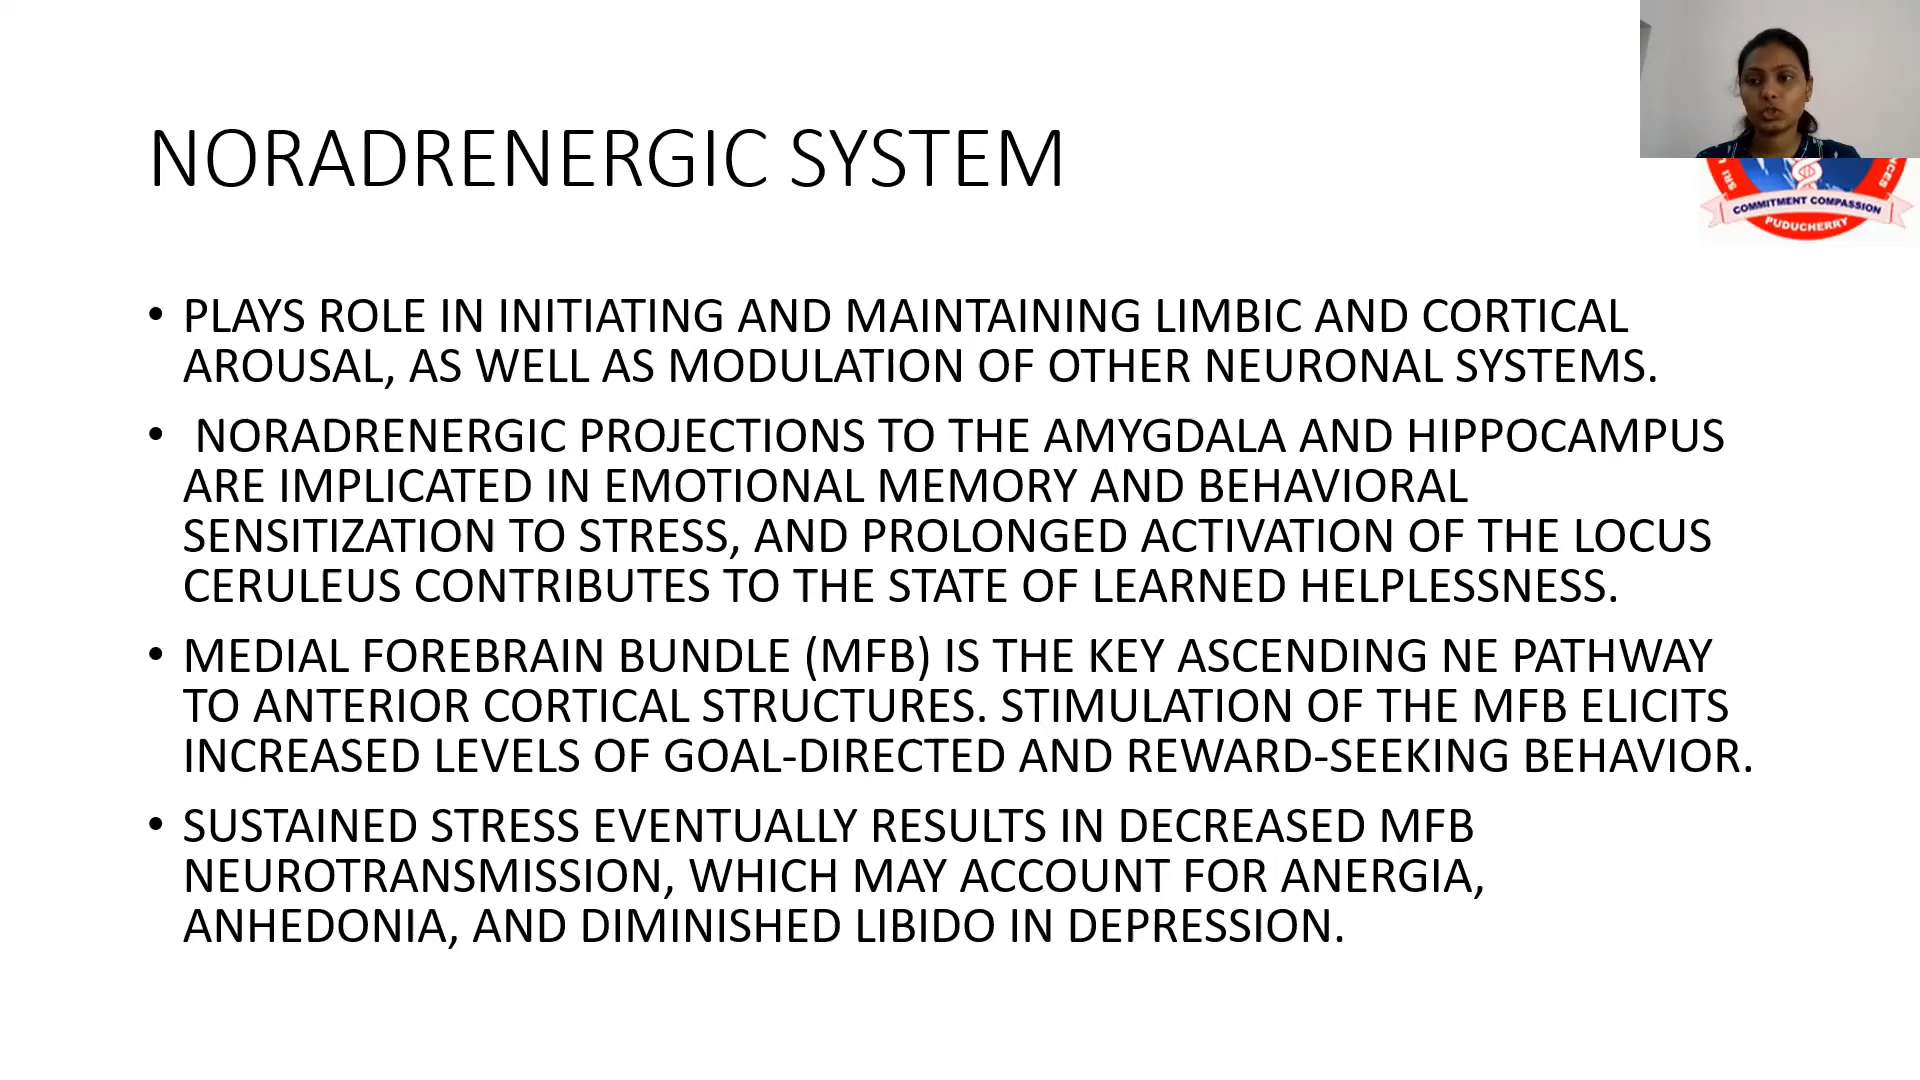 NORADRENERGIC SYSTEM
SRI
CES
COMMITMENT COMPASSION
PUDUCHERRY
• PLAYS ROLE IN INITIATING AND MAINTAINING LIMBIC AND CORTICAL
AROUSAL, AS WELL AS MODULATION OF OTHER NEURONAL SYSTEMS.
• NORADRENERGIC PROJECTIONS TO THE AMYGDALA AND HIPPOCAMPUS
ARE IMPLICATED IN EMOTIONAL MEMORY AND BEHAVIORAL
SENSITIZATION TO STRESS, AND PROLONGED ACTIVATION OF THE LOCUS
CERULEUS CONTRIBUTES TO THE STATE OF LEARNED HELPLESSNESS.
• MEDIAL FOREBRAIN BUNDLE (MFB) IS THE KEY ASCENDING NE PATHWAY
TO ANTERIOR CORTICAL STRUCTURES. STIMULATION OF THE MFB ELICITS
INCREASED LEVELS OF GOAL-DIRECTED AND REWARD-SEEKING BEHAVIOR.
• SUSTAINED STRESS EVENTUALLY RESULTS IN DECREASED MFB
NEUROTRANSMISSION, WHICH MAY ACCOUNT FOR ANERGIA,
ANHEDONIA, AND DIMINISHED LIBIDO IN DEPRESSION.